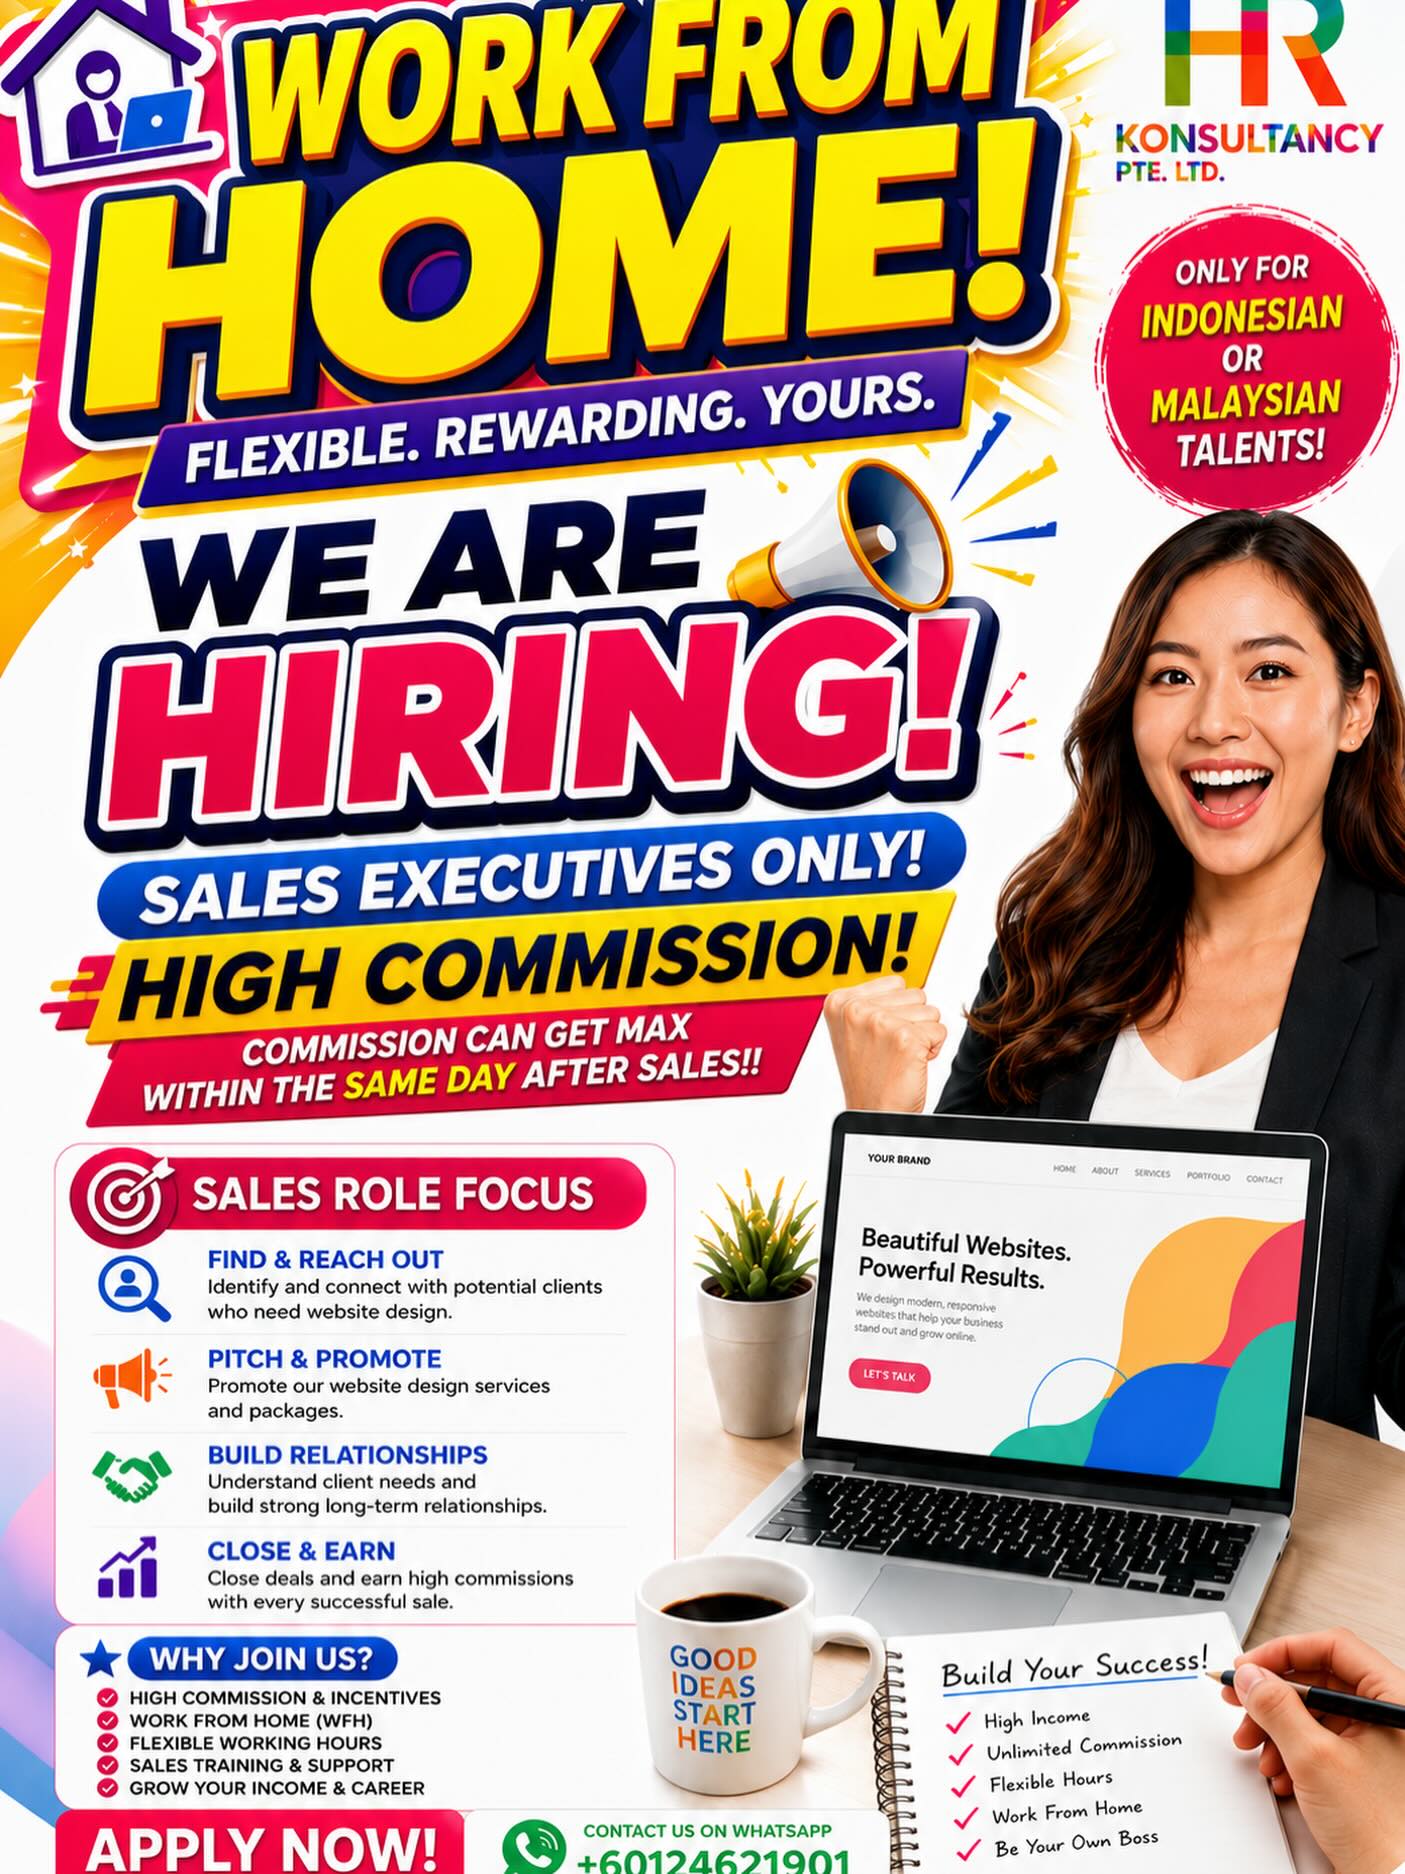 WORK FROM
HOME!
FLEXIBLE. REWARDING. YOURS.
HR
KONSULTANCY
PTE. LTD.
ONLY FOR
INDONESIAN
OR
MALAYSIAN
TALENTS!
WE ARE
HIRING!
SALES EXECUTIVES ONLY!
HIGH COMMISSION!
COMMISSION CAN GET MAX
WITHIN THE SAME DAY AFTER SALES!!
SALES ROLE FOCUS
FIND & REACH OUT
Identify and connect with potential clients
who need website design.
PITCH & PROMOTE
Promote our website design services
and packages.
BUILD RELATIONSHIPS
Understand client needs and
build strong long-term relationships.
CLOSE & EARN
Close deals and earn high commissions
with every successful sale.
YOUR BRAND
HOME ABOUT SERVICES PORTFOLIO CONTACT
Beautiful Websites.
Powerful Results.
We design modern, responsive
websites that help your business
stand out and grow online.
LET'S TALK
WHY JOIN US?
HIGH COMMISSION & INCENTIVES
WORK FROM HOME (WFH)
FLEXIBLE WORKING HOURS
SALES TRAINING & SUPPORT
GROW YOUR INCOME & CAREER
GOOD
IDEAS
START
HERE
Build Your Success!
High Income
Unlimited Commission
Flexible Hours
Work From Home
Be Your Own Boss
APPLY NOW!
CONTACT US ON WHATSAPP
+60124621901